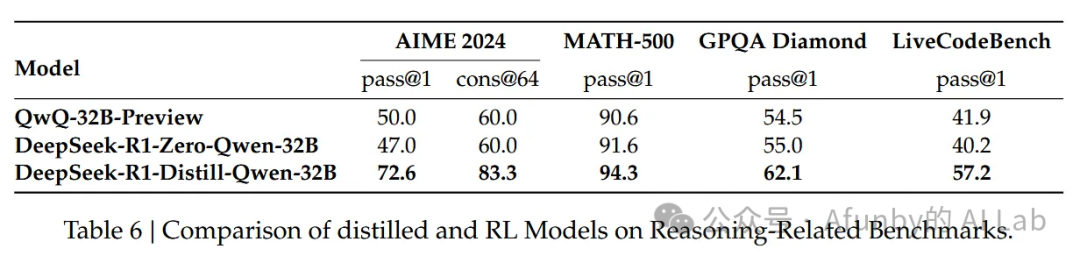 AIME 2024 MATH-500 GPQA Diamond LiveCodeBench
Model
pass@1 cons@64 pass@1 pass@1 pass@1
QwQ-32B-Preview 50.0 60.0 90.6 54.5 41.9
DeepSeek-R1-Zero-Qwen-32B 47.0 60.0 91.6 55.0 40.2
DeepSeek-R1-Distill-Qwen-32B 72.6 83.3 94.3 62.1 57.2
公众号 · Afunby的 AI Lab
Table 6 | Comparison of distilled and RL Models on Reasoning-Related Benchmarks.